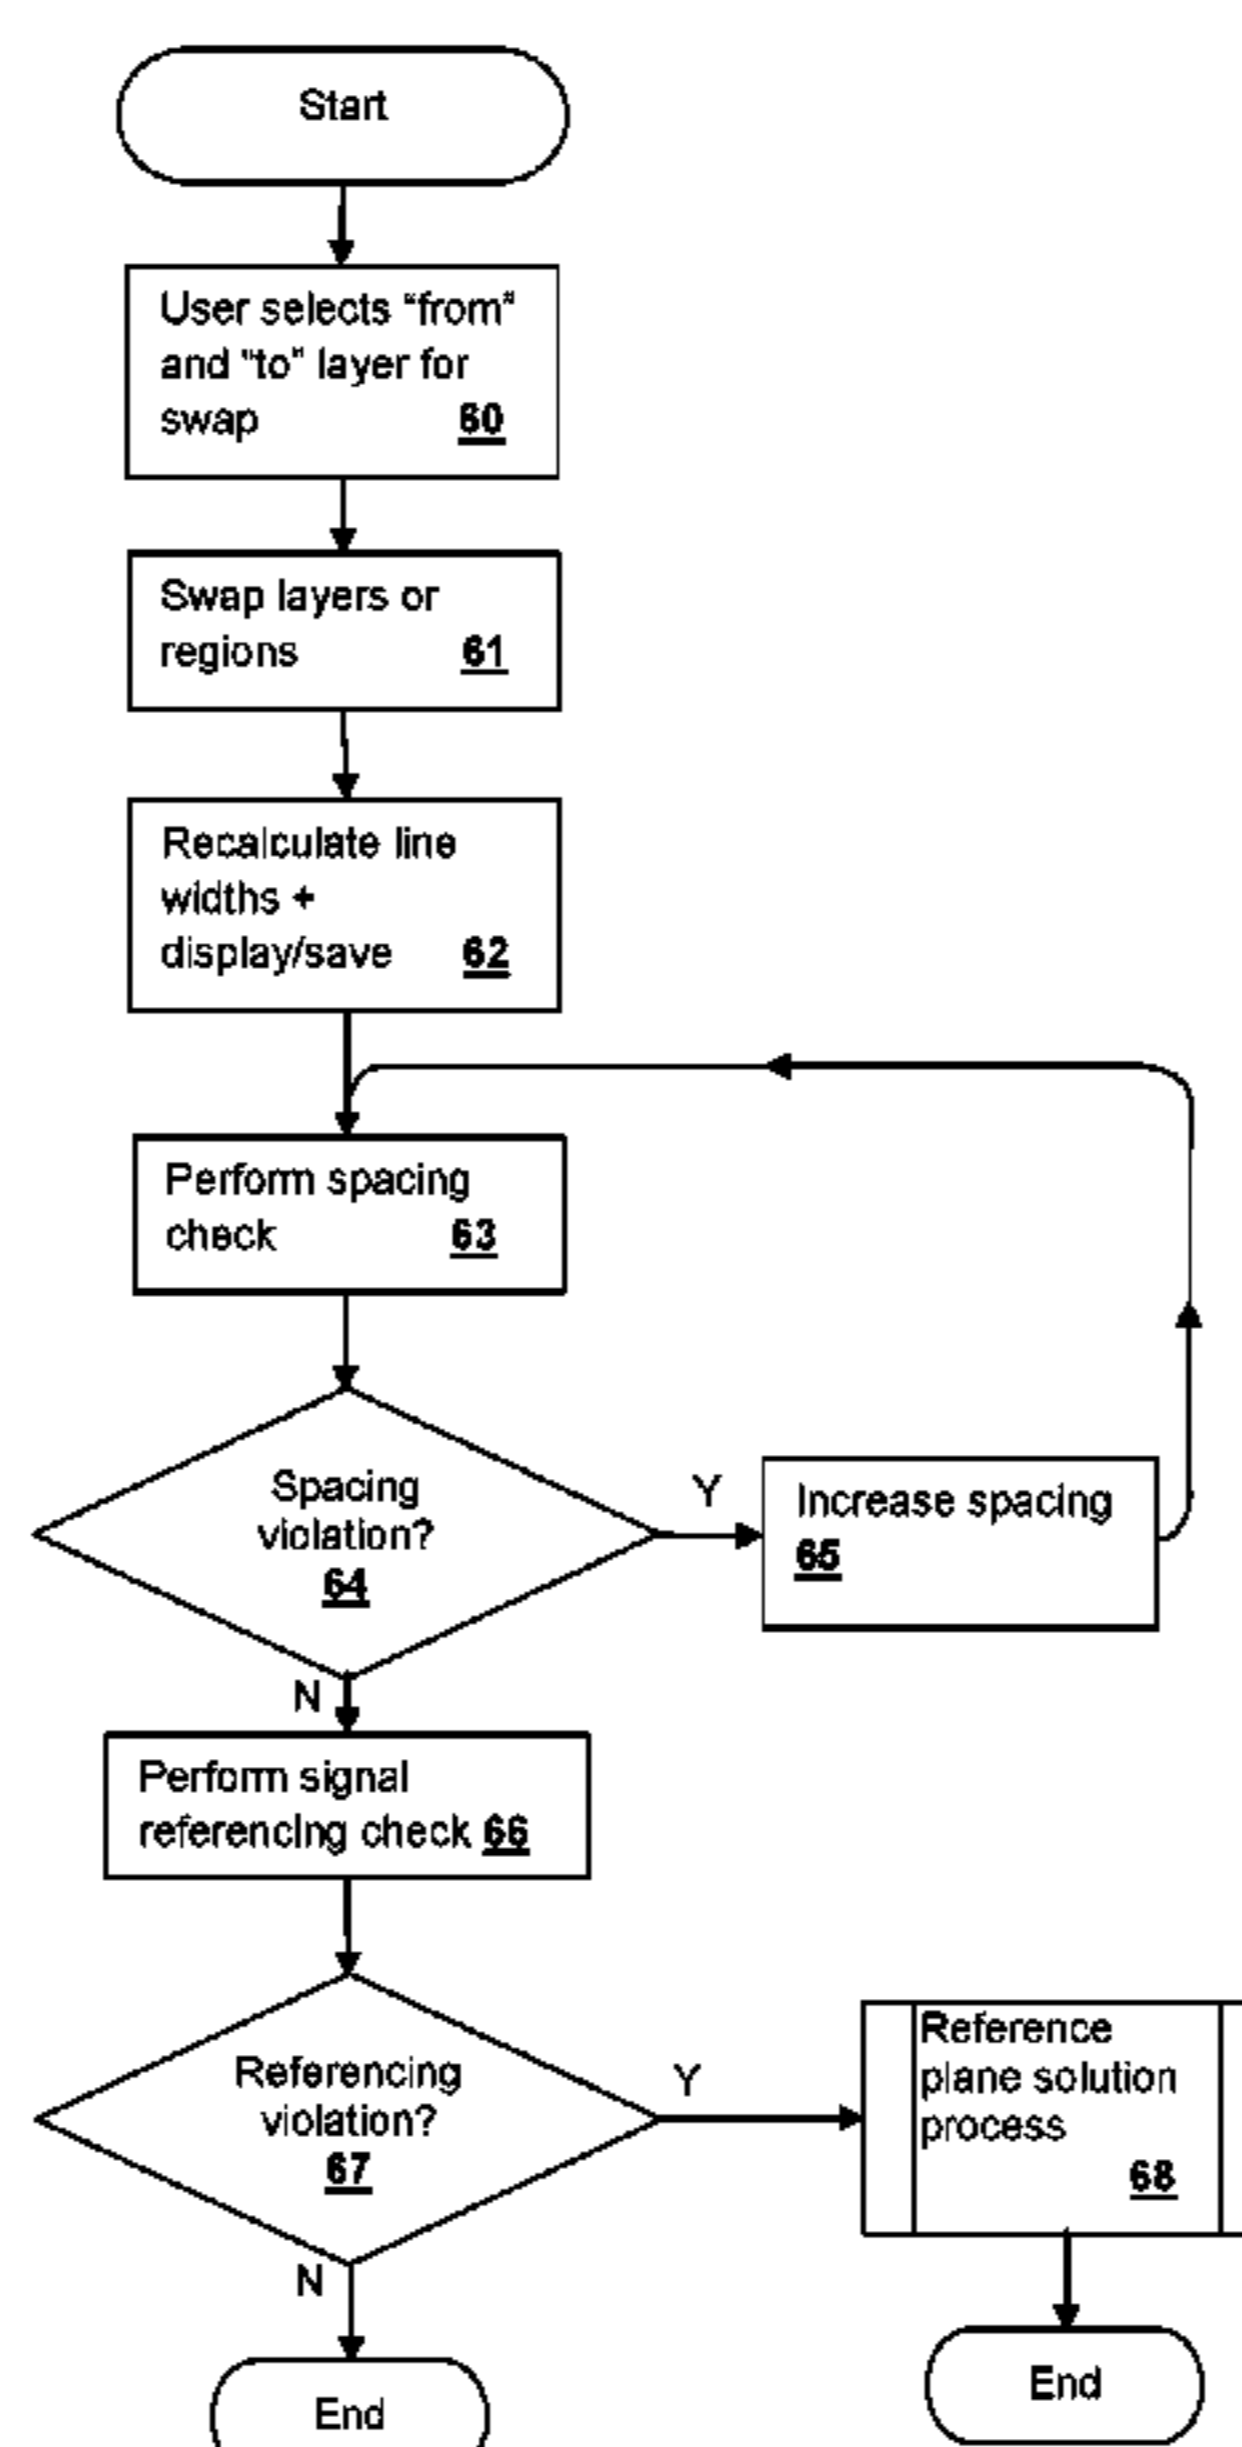 Start
User selects "from"
and "to" layer for
swap 60
Swap layers or
regions 61
Recalculate line
widths +
display/save 62
Perform spacing
check 63
Spacing
violation?
64
Y
Increase spacing
65
N
Perform signal
referencing check 66
Referencing
violation?
67
Y
Reference
plane solution
process
68
N
End
End